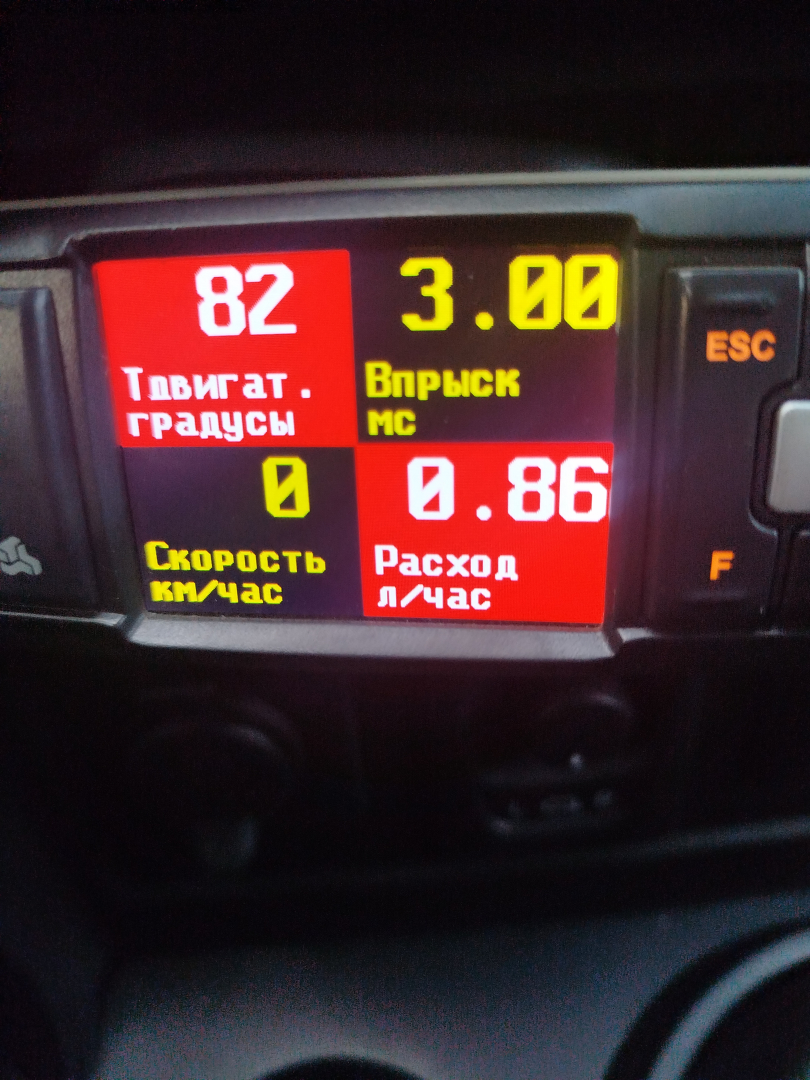 82
Тдвигат.
градусы
3.00
Впрыск
мс
0
Скорость
км/час
0.86
Расход
л/час
ESC
F